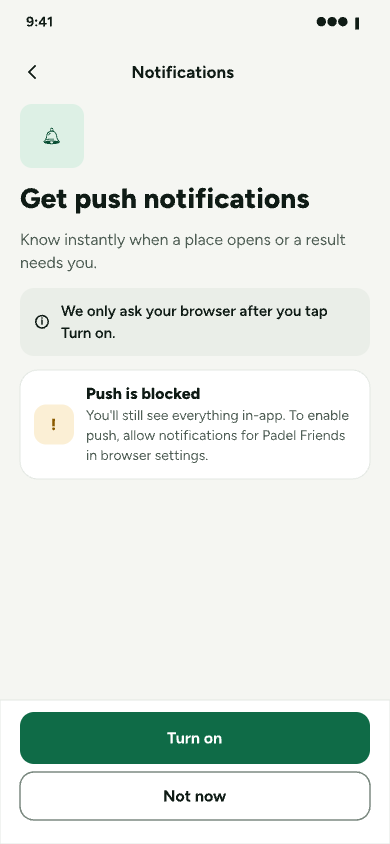 9:41
Notifications
Get push notifications
Know instantly when a place opens or a result
needs you.
We only ask your browser after you tap
Turn on.
!
Push is blocked
You'll still see everything in-app. To enable
push, allow notifications for Padel Friends
in browser settings.
Turn on
Not now